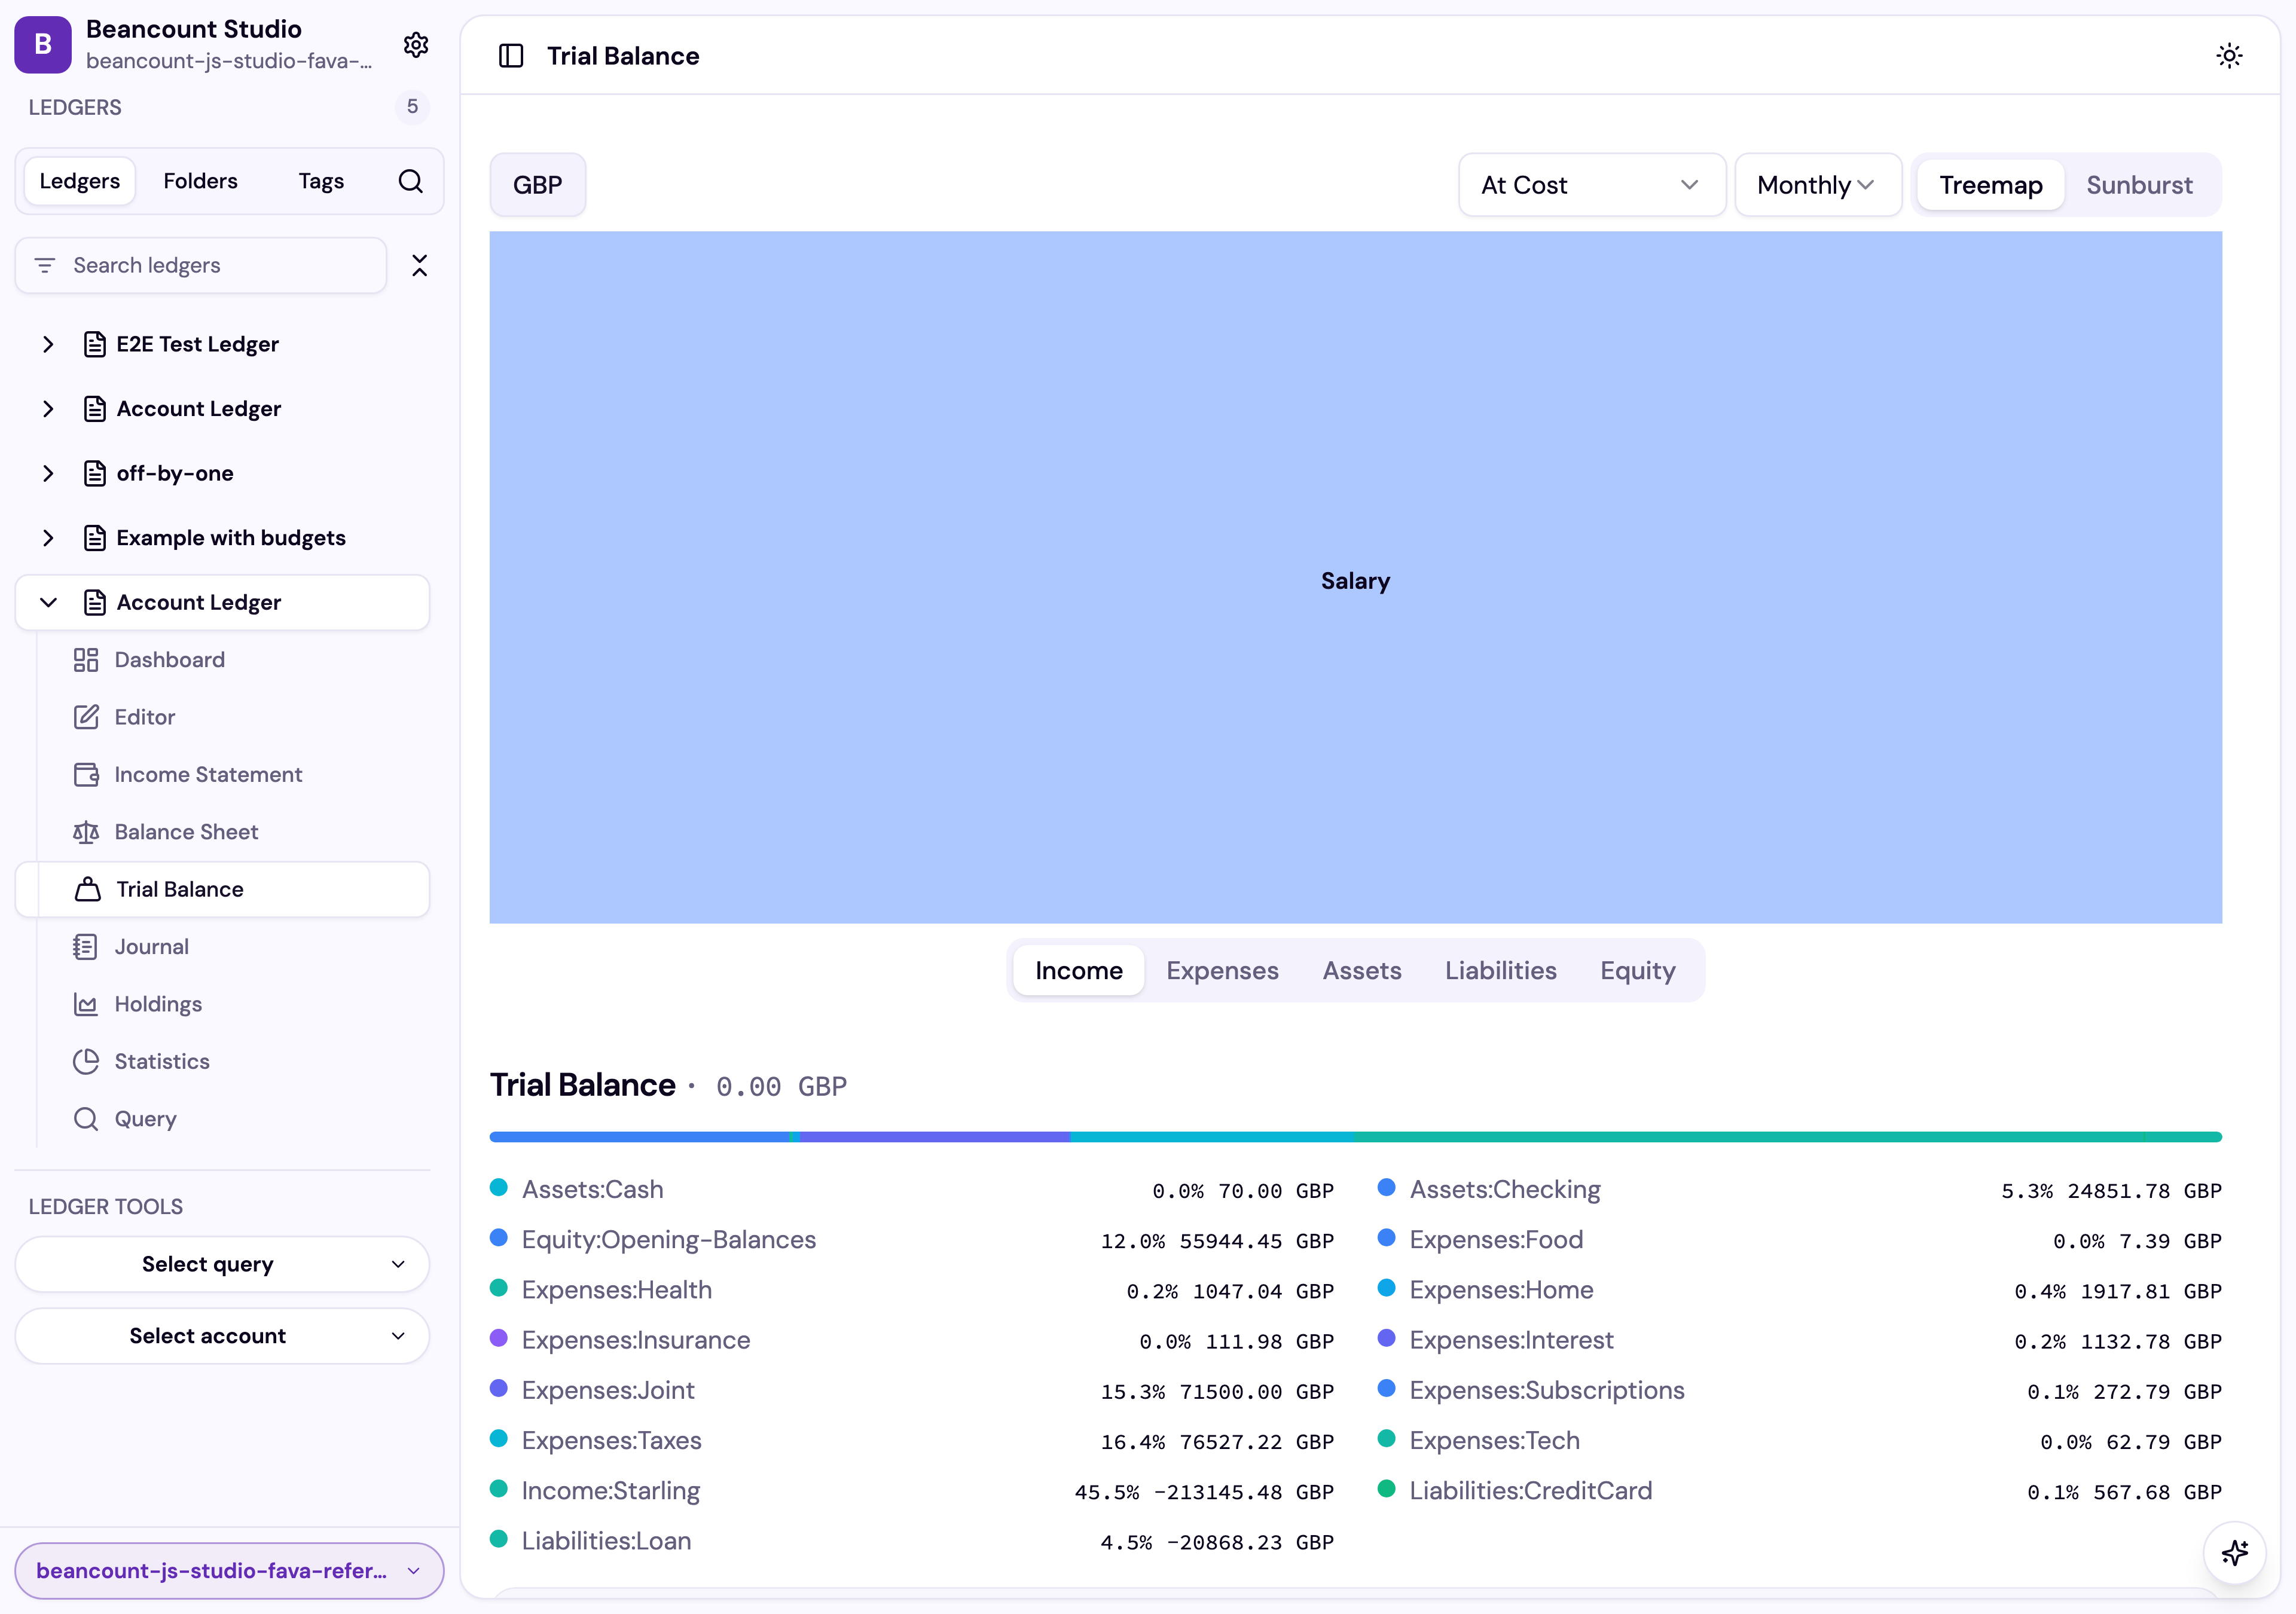 B
Beancount Studio
beancount-js-studio-fava-...
LEDGERS
5
Ledgers
Folders
Tags
Search ledgers
E2E Test Ledger
Account Ledger
off-by-one
Example with budgets
Account Ledger
Dashboard
Editor
Income Statement
Balance Sheet
Trial Balance
Journal
Holdings
Statistics
Query
LEDGER TOOLS
Select query
Select account
beancount-js-studio-fava-refer...
Trial Balance
GBP
At Cost
Monthly
Treemap
Sunburst
Salary
Income
Expenses
Assets
Liabilities
Equity
Trial Balance · 0.00 GBP
Assets:Cash 0.0% 70.00 GBP
Assets:Checking 5.3% 24851.78 GBP
Equity:Opening-Balances 12.0% 55944.45 GBP
Expenses:Food 0.0% 7.39 GBP
Expenses:Health 0.2% 1047.04 GBP
Expenses:Home 0.4% 1917.81 GBP
Expenses:Insurance 0.0% 111.98 GBP
Expenses:Interest 0.2% 1132.78 GBP
Expenses:Joint 15.3% 71500.00 GBP
Expenses:Subscriptions 0.1% 272.79 GBP
Expenses:Taxes 16.4% 76527.22 GBP
Expenses:Tech 0.0% 62.79 GBP
Income:Starling 45.5% -213145.48 GBP
Liabilities:CreditCard 0.1% 567.68 GBP
Liabilities:Loan 4.5% -20868.23 GBP